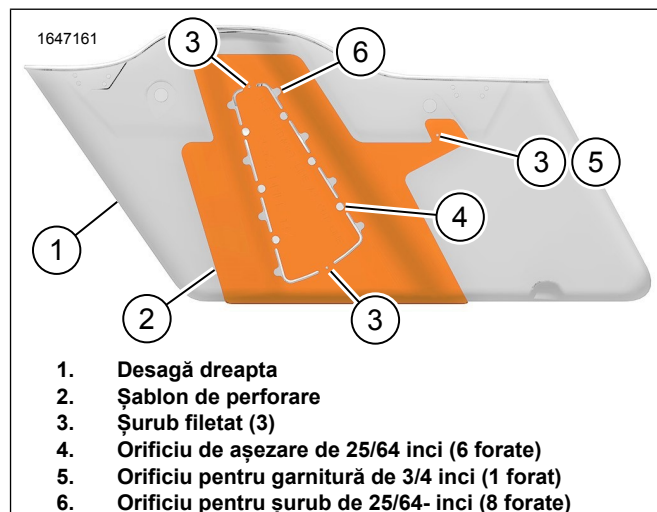 1647161
3
6
3
5
4
1
2
3
1. Desagă dreapta
2. Șablon de perforare
3. Șurub filetat (3)
4. Orificiu de așezare de 25/64 inci (6 forate)
5. Orificiu pentru garnitură de 3/4 inci (1 forat)
6. Orificiu pentru șurub de 25/64- inci (8 forate)